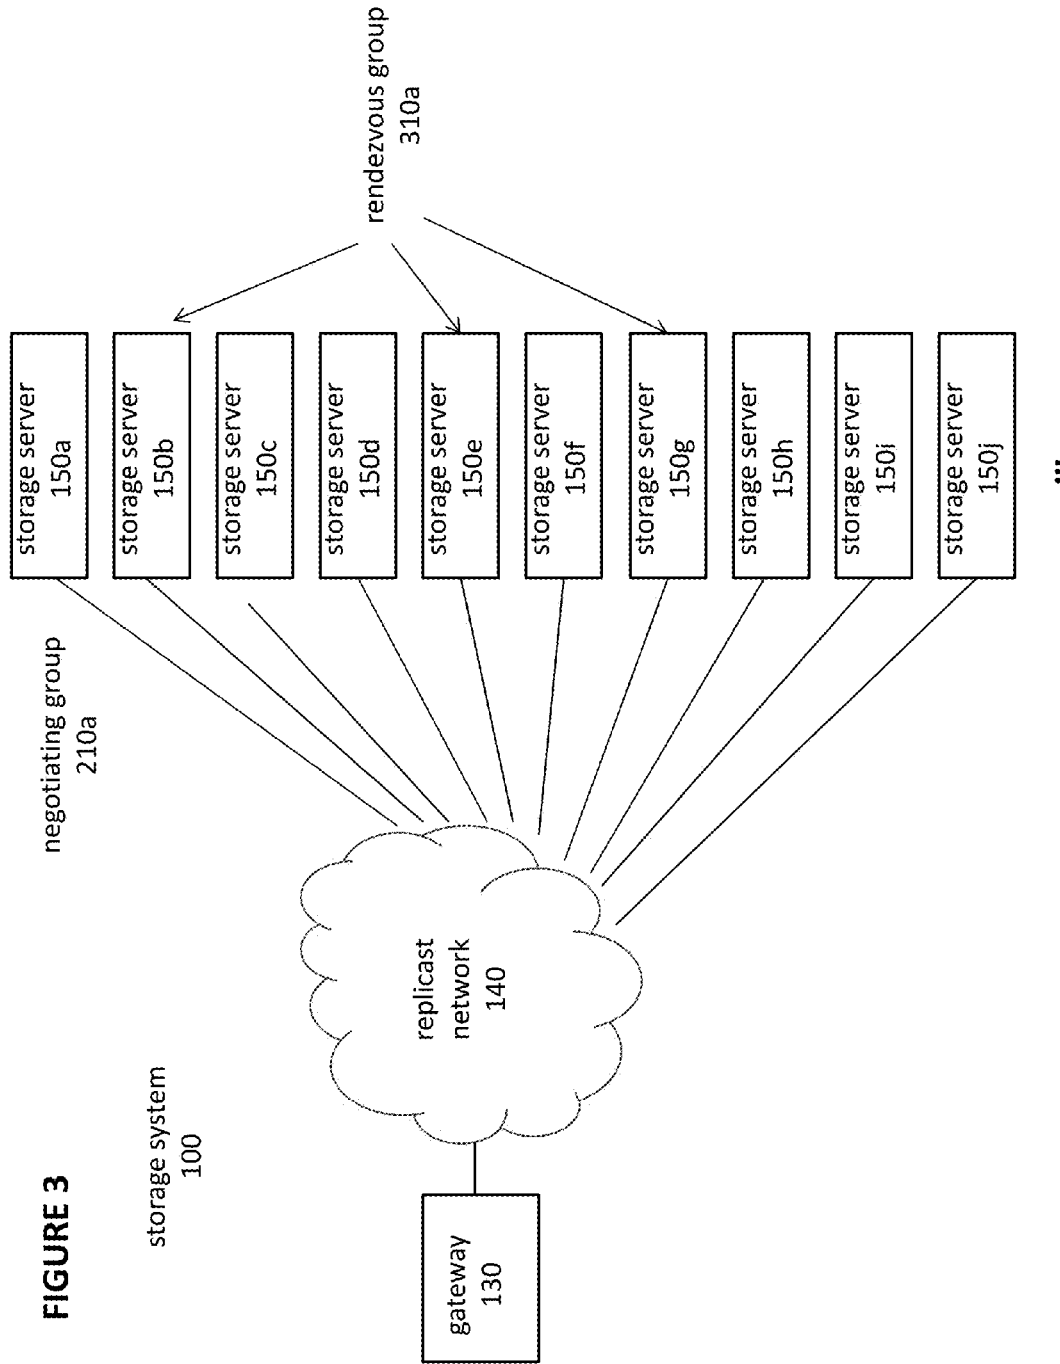 FIGURE 3
storage system
100
negotiating group
210a
gateway
130
replicast
network
140
storage server
150a
storage server
150b
storage server
150c
storage server
150d
storage server
150e
storage server
150f
storage server
150g
storage server
150h
storage server
150i
storage server
150j
...
rendezvous group
310a